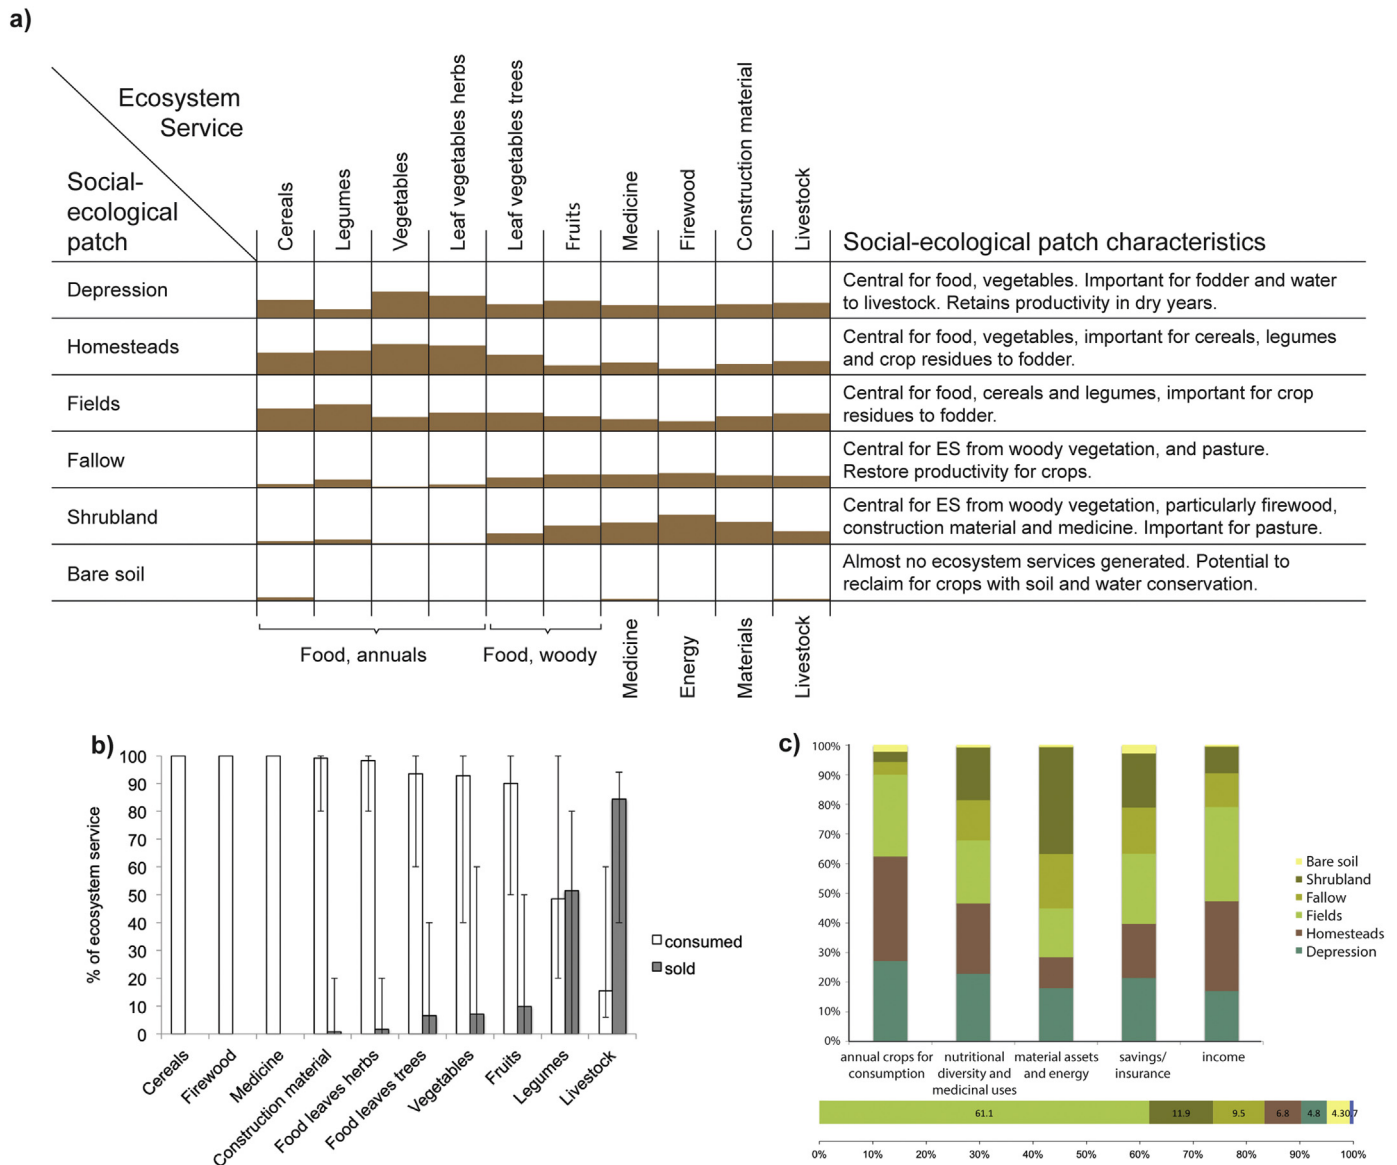 a)
Ecosystem
Service
Social-
ecological
patch
Cereals
Legumes
Vegetables
Leaf vegetables herbs
Leaf vegetables trees
Fruits
Medicine
Firewood
Construction material
Livestock
Social-ecological patch characteristics
Depression
Central for food, vegetables. Important for fodder and water
to livestock. Retains productivity in dry years.
Homesteads
Central for food, vegetables, important for cereals, legumes
and crop residues to fodder.
Fields
Central for food, cereals and legumes, important for crop
residues to fodder.
Fallow
Central for ES from woody vegetation, and pasture.
Restore productivity for crops.
Shrubland
Central for ES from woody vegetation, particularly firewood,
construction material and medicine. Important for pasture.
Bare soil
Almost no ecosystem services generated. Potential to
reclaim for crops with soil and water conservation.
Food, annuals
Food, woody
Medicine
Energy
Materials
Livestock
b)
% of ecosystem service
100
90
80
70
60
50
40
30
20
10
0
Cereals
Firewood
Medicine
Construction material
Food leaves herbs
Food leaves trees
Vegetables
Fruits
Legumes
Livestock
consumed
sold
c)
100%
90%
80%
70%
60%
50%
40%
30%
20%
10%
0%
annual crops for
consumption
nutritional
diversity and
medicinal uses
material assets
and energy
savings/
insurance
income
Bare soil
Shrubland
Fallow
Fields
Homesteads
Depression
61.1
11.9
9.5
6.8
4.8
4.3
0.7
0%
10%
20%
30%
40%
50%
60%
70%
80%
90%
100%